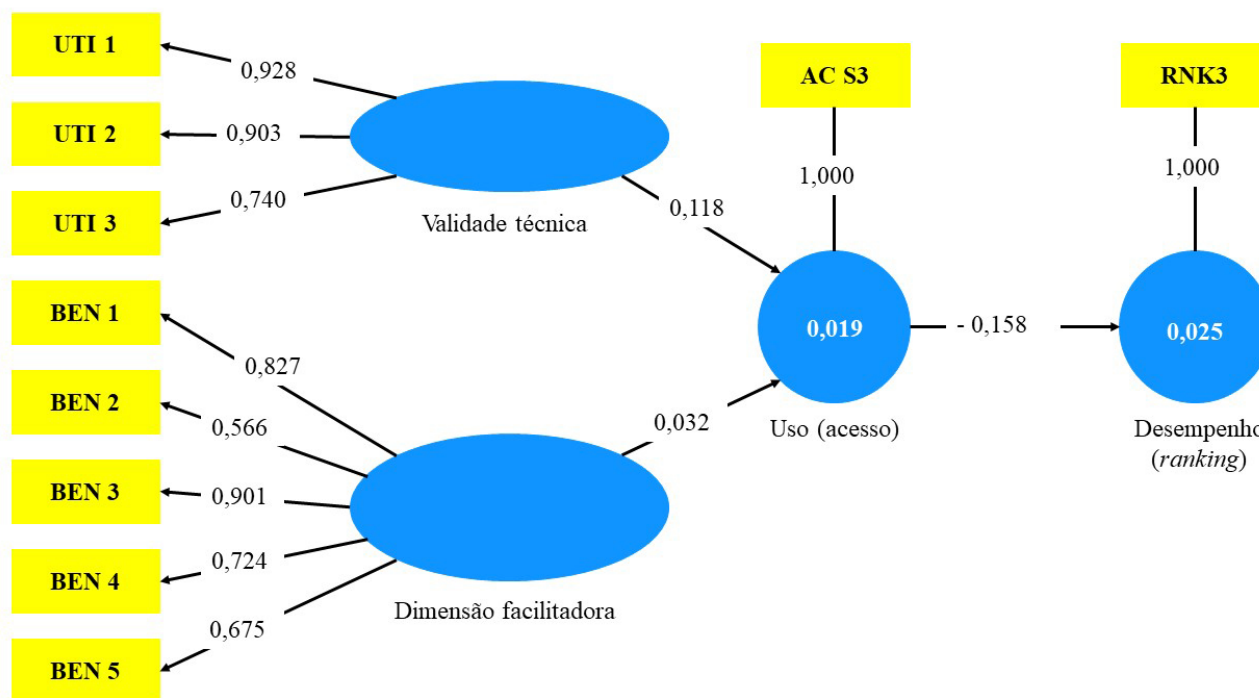 UTI 1
0,928
UTI 2
0,903
UTI 3
0,740
Validade técnica
0,118
BEN 1
0,827
BEN 2
0,566
BEN 3
0,901
BEN 4
0,724
BEN 5
0,675
Dimensão facilitadora
0,032
AC S3
1,000
0,019
Uso (acesso)
- 0,158
RNK3
1,000
0,025
Desempenho
(ranking)